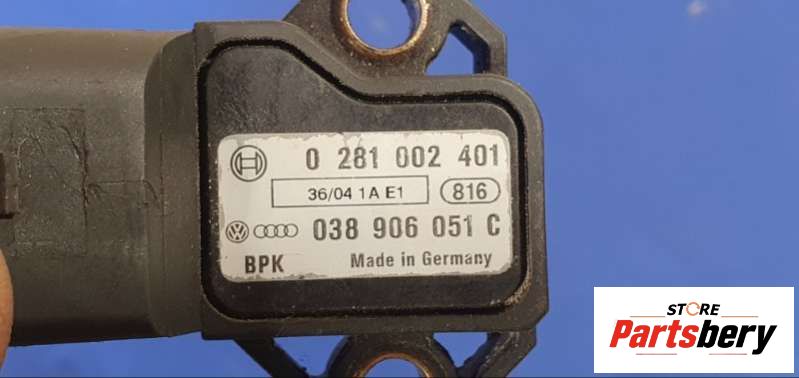 0 281 002 401
36/04 1A E1 816
038 906 051 C
BPK Made in Germany
STORE
Partsbery